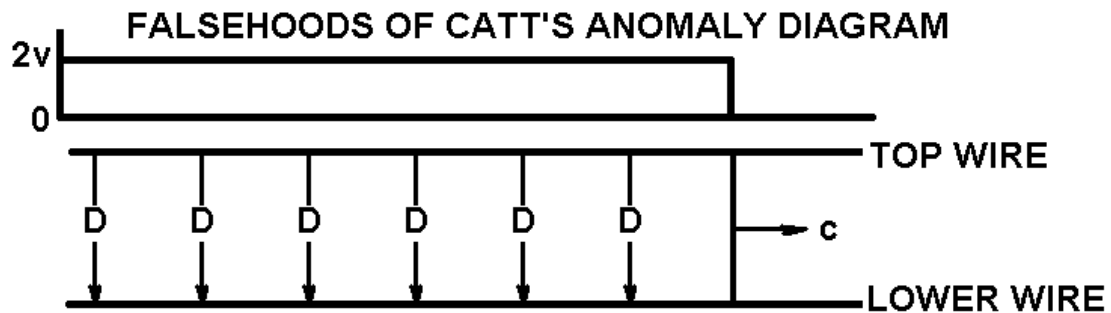 FALSEHOODS OF CATT'S ANOMALY DIAGRAM
2v
0
TOP WIRE
D D D D D D
c
LOWER WIRE